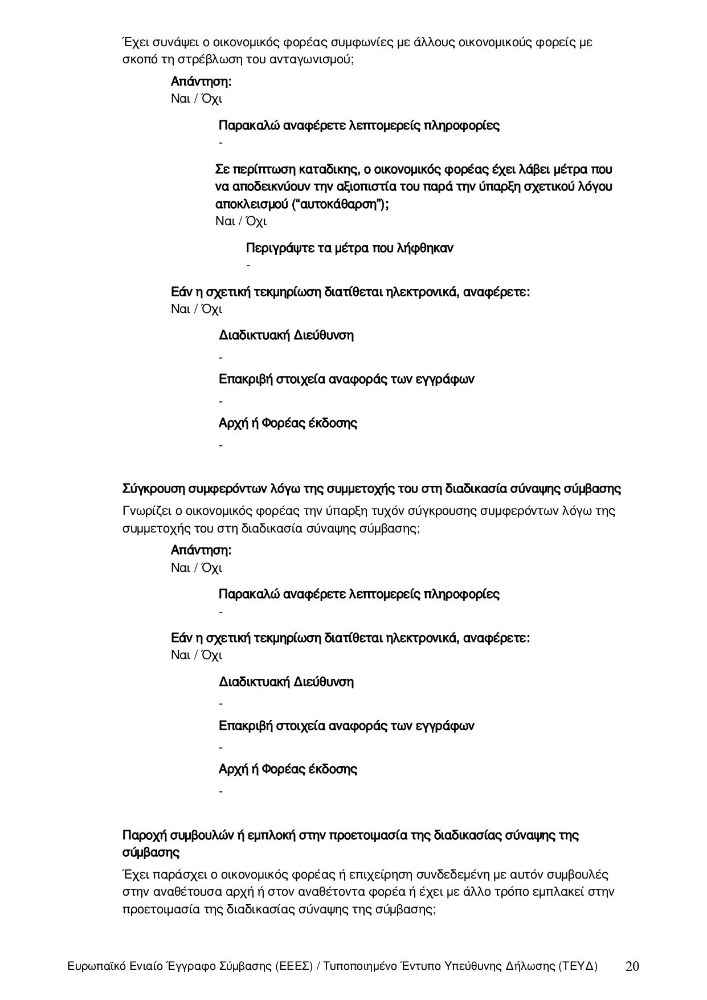 Έχει συνάψει ο οικονομικός φορέας συμφωνίες με άλλους οικονομικούς φορείς με
σκοπό τη στρέβλωση του ανταγωνισμού;
Απάντηση:
Ναι / Όχι
Παρακαλώ αναφέρετε λεπτομερείς πληροφορίες
-
Σε περίπτωση καταδικης, ο οικονομικός φορέας έχει λάβει μέτρα που
να αποδεικνύουν την αξιοπιστία του παρά την ύπαρξη σχετικού λόγου
αποκλεισμού (“αυτοκάθαρση”);
Ναι / Όχι
Περιγράψτε τα μέτρα που λήφθηκαν
-
Εάν η σχετική τεκμηρίωση διατίθεται ηλεκτρονικά, αναφέρετε:
Ναι / Όχι
Διαδικτυακή Διεύθυνση
-
Επακριβή στοιχεία αναφοράς των εγγράφων
-
Αρχή ή Φορέας έκδοσης
-
Σύγκρουση συμφερόντων λόγω της συμμετοχής του στη διαδικασία σύναψης σύμβασης
Γνωρίζει ο οικονομικός φορέας την ύπαρξη τυχόν σύγκρουσης συμφερόντων λόγω της
συμμετοχής του στη διαδικασία σύναψης σύμβασης;
Απάντηση:
Ναι / Όχι
Παρακαλώ αναφέρετε λεπτομερείς πληροφορίες
-
Εάν η σχετική τεκμηρίωση διατίθεται ηλεκτρονικά, αναφέρετε:
Ναι / Όχι
Διαδικτυακή Διεύθυνση
-
Επακριβή στοιχεία αναφοράς των εγγράφων
-
Αρχή ή Φορέας έκδοσης
-
Παροχή συμβουλών ή εμπλοκή στην προετοιμασία της διαδικασίας σύναψης της
σύμβασης
Έχει παράσχει ο οικονομικός φορέας ή επιχείρηση συνδεδεμένη με αυτόν συμβουλές
στην αναθέτουσα αρχή ή στον αναθέτοντα φορέα ή έχει με άλλο τρόπο εμπλακεί στην
προετοιμασία της διαδικασίας σύναψης της σύμβασης;
Ευρωπαϊκό Ενιαίο Έγγραφο Σύμβασης (ΕΕΕΣ) / Τυποποιημένο Έντυπο Υπεύθυνης Δήλωσης (ΤΕΥΔ) 20